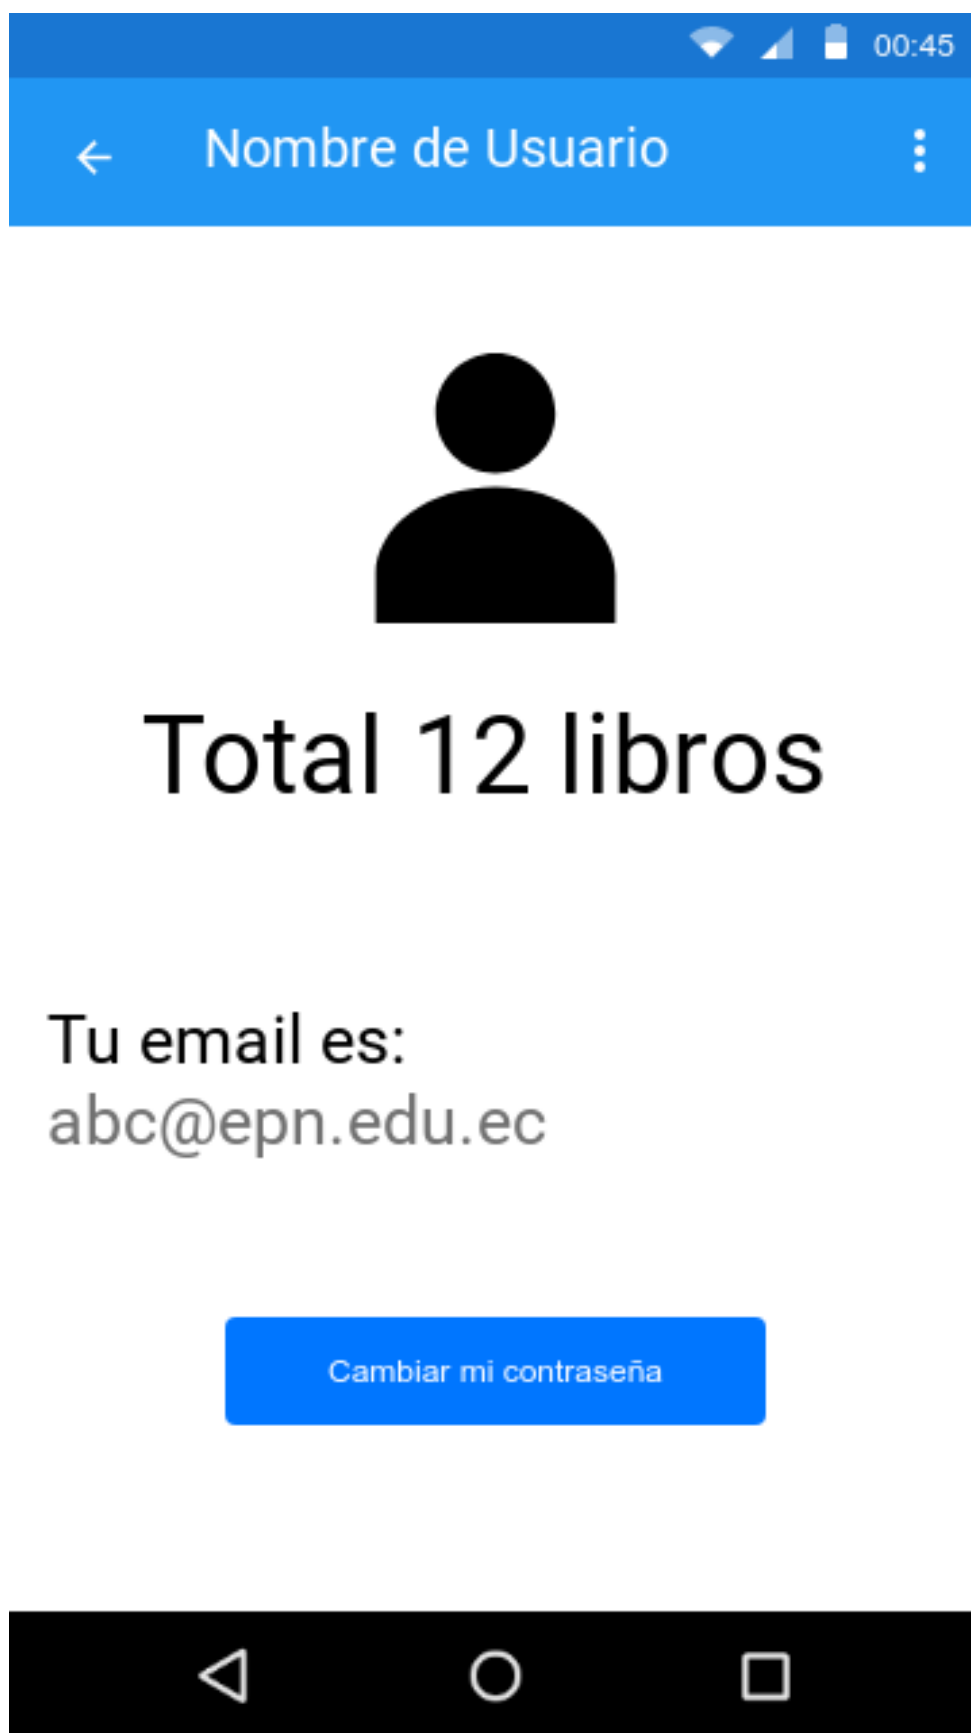 00:45
Nombre de Usuario
Total 12 libros
Tu email es:
abc@epn.edu.ec
Cambiar mi contraseña